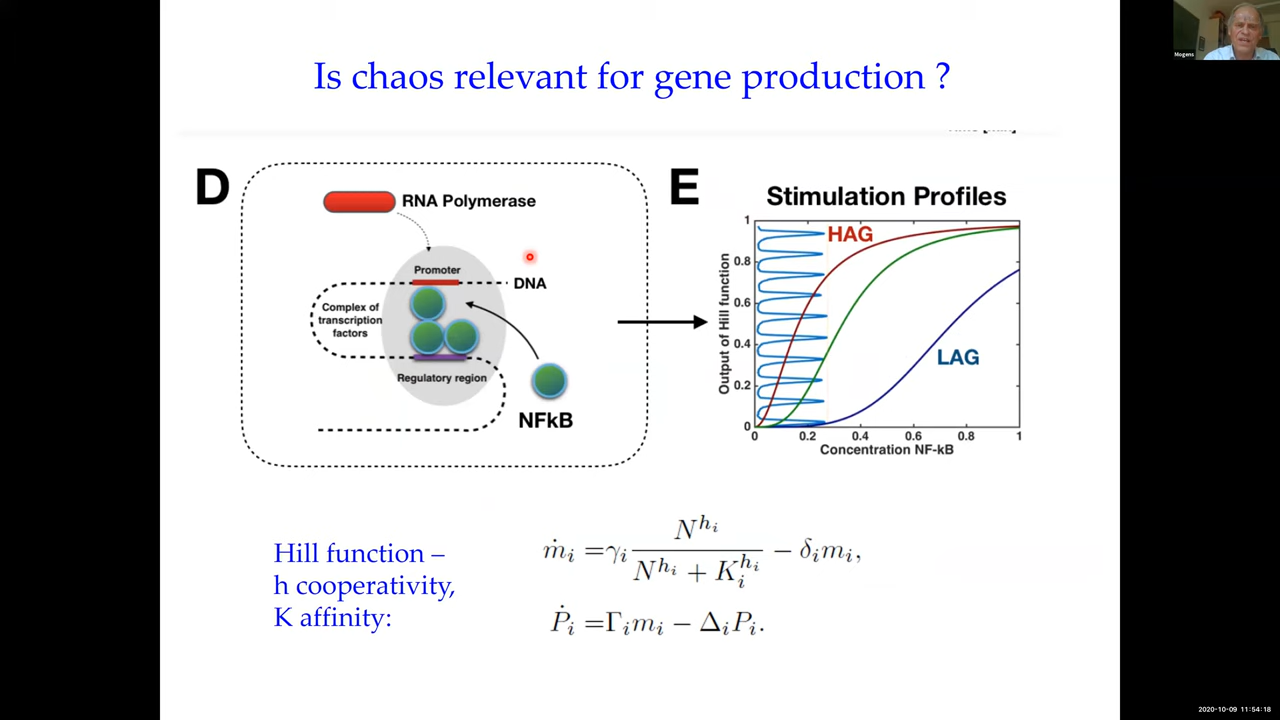 Mogens
Is chaos relevant for gene production ?
D
RNA Polymerase
Promoter
DNA
Complex of
transcription
factors
Regulatory region
NFkB
E
Stimulation Profiles
HAG
LAG
Output of Hill function
1
0.8
0.6
0.4
0.2
0
0 0.2 0.4 0.6 0.8 1
Concentration NF-kB
Hill function –
h cooperativity,
K affinity:
ṁ_i = γ_i N^{h_i} / (N^{h_i} + K_i^{h_i}) − δ_i m_i,
Ṗ_i = Γ_i m_i − Δ_i P_i.
2020-10-09 11:54:18